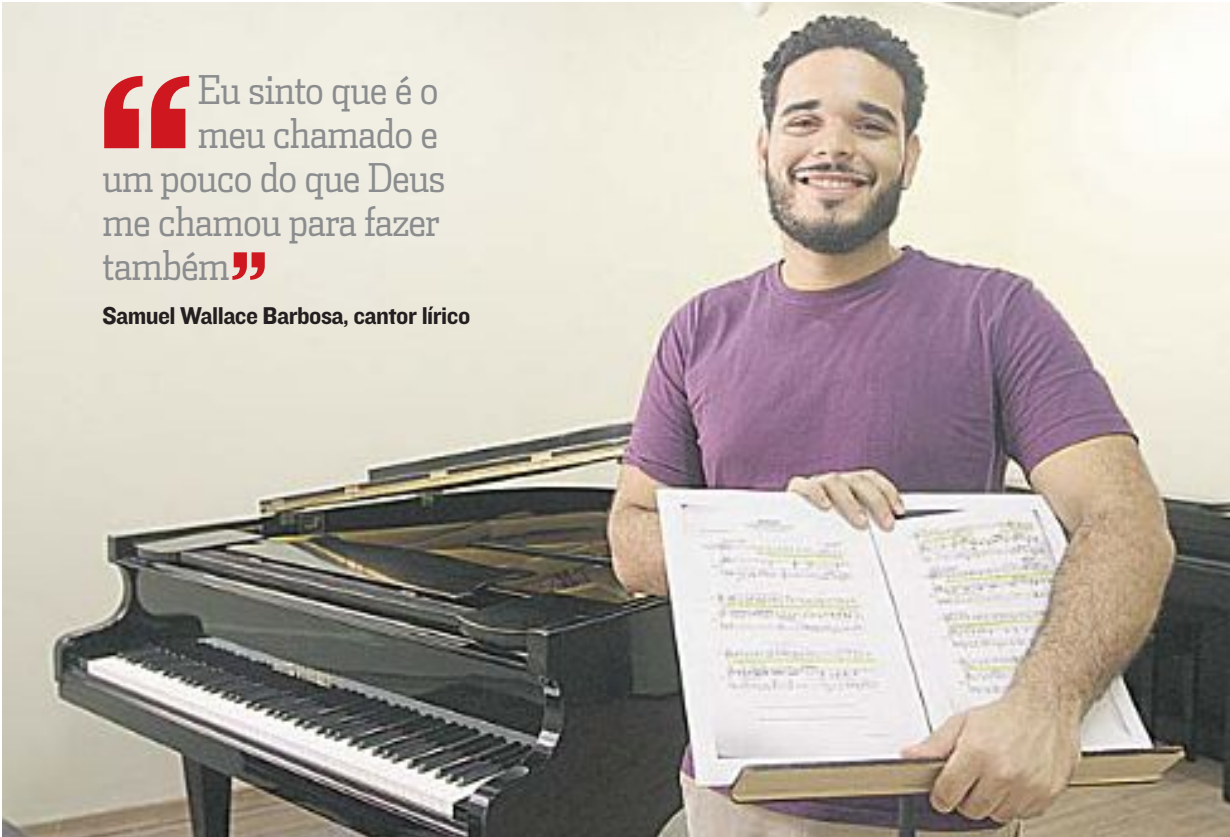 “Eu sinto que é o
meu chamado e
um pouco do que Deus
me chamou para fazer
também”
Samuel Wallace Barbosa, cantor lírico